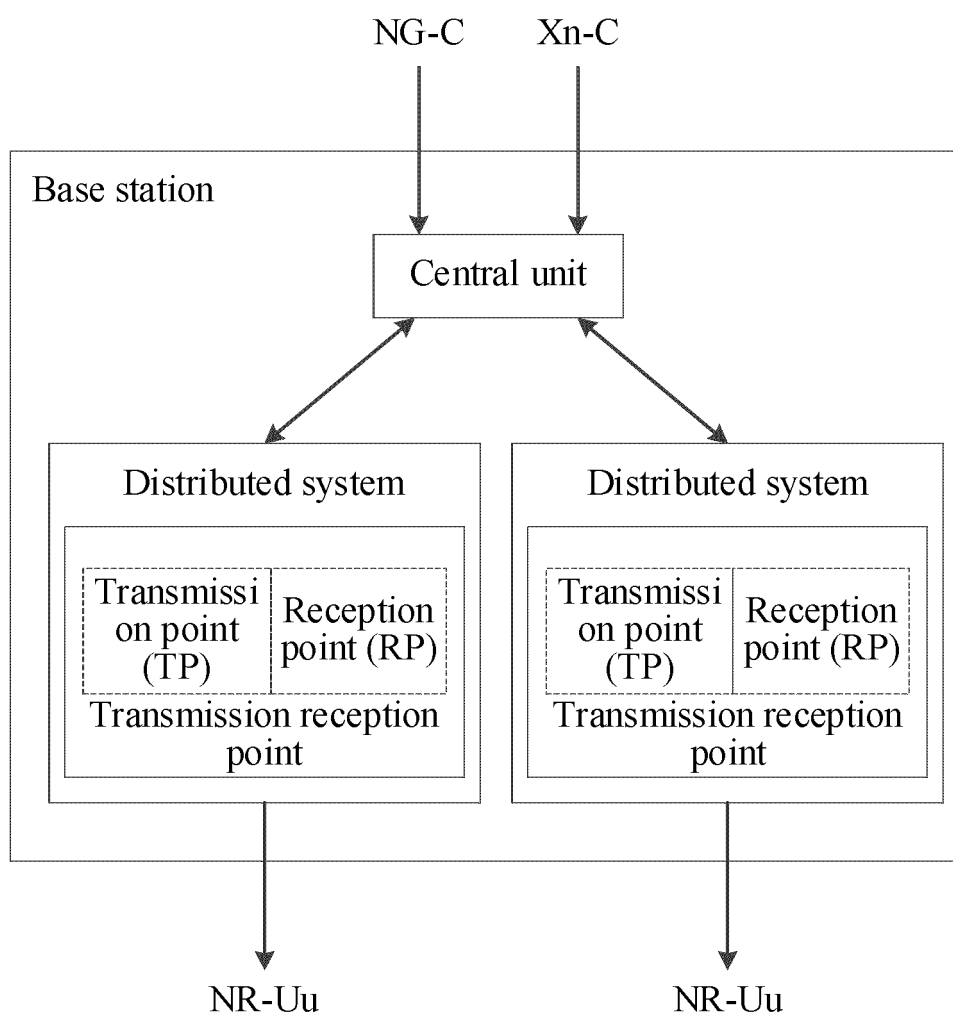 NG-C
Xn-C
Base station
Central unit
Distributed system
Transmissi
on point
(TP)
Reception
point (RP)
Transmission reception
point
Distributed system
Transmissi
on point
(TP)
Reception
point (RP)
Transmission reception
point
NR-Uu
NR-Uu